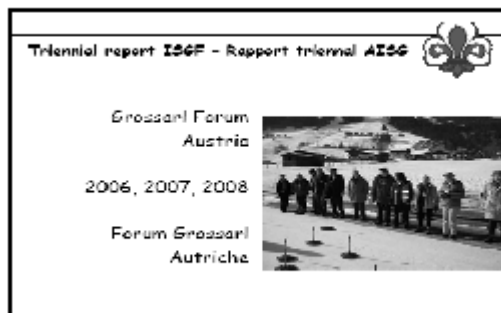 Triennial report ISGF - Rapport triennal AISG
Grossarl Forum
Austria
2006, 2007, 2008
Forum Grossarl
Autriche